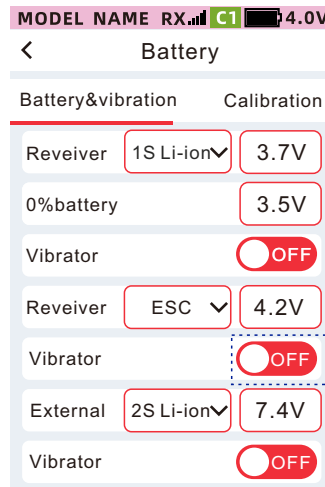 MODEL NAME RX C1 4.0V
Battery
Battery&vibration Calibration
Reveiver 1S Li-ion 3.7V
0%battery 3.5V
Vibrator OFF
Reveiver ESC 4.2V
Vibrator OFF
External 2S Li-ion 7.4V
Vibrator OFF